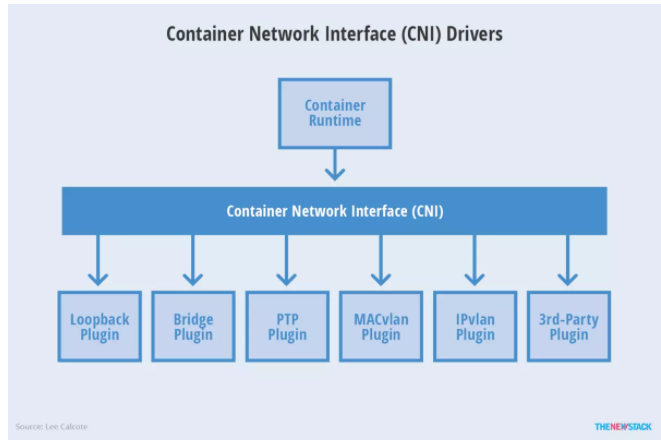 Container Network Interface (CNI) Drivers
Container
Runtime
Container Network Interface (CNI)
Loopback
Plugin
Bridge
Plugin
PTP
Plugin
MACvlan
Plugin
IPvlan
Plugin
3rd-Party
Plugin
Source: Lee Calcore
THENEWSTACK